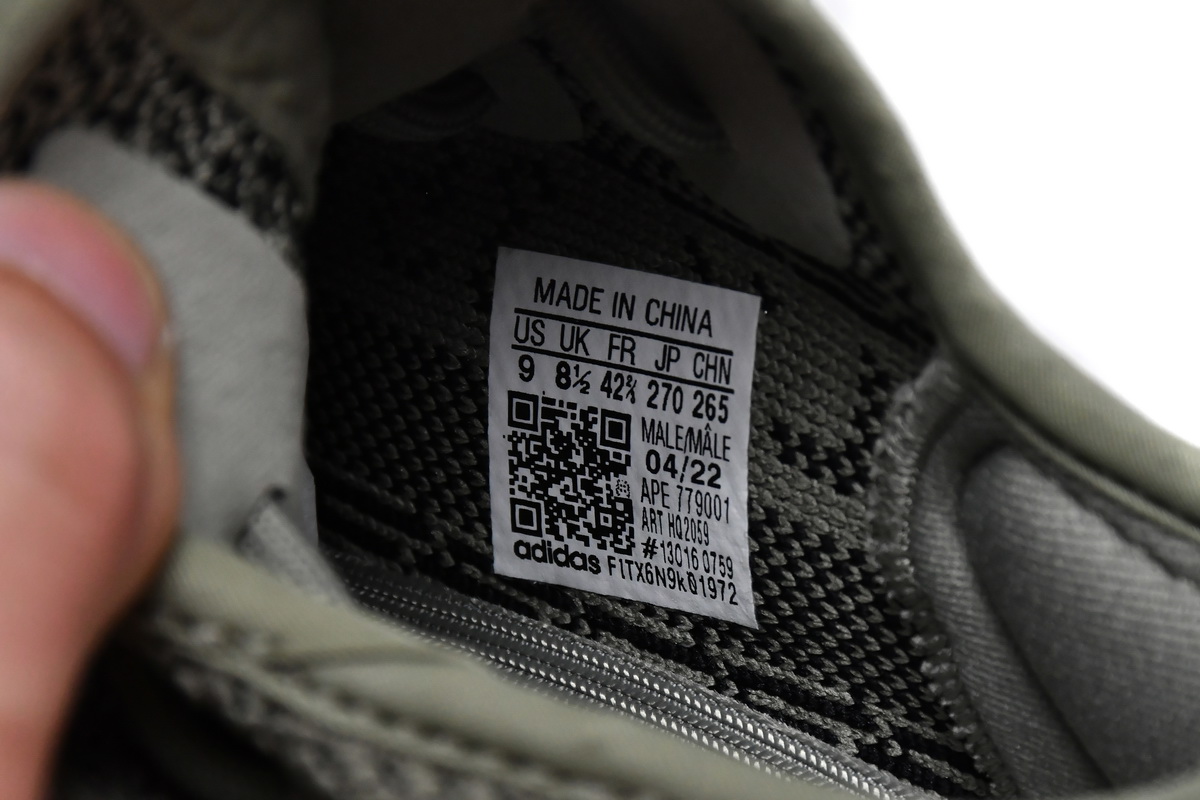 MADE IN CHINA
US UK FR JP CHN
9 8½ 42⅔ 270 265
MALE/MÂLE
04/22
APE 779001
ART HQ2059
#13016 0759
adidas F1TX6N9k01972